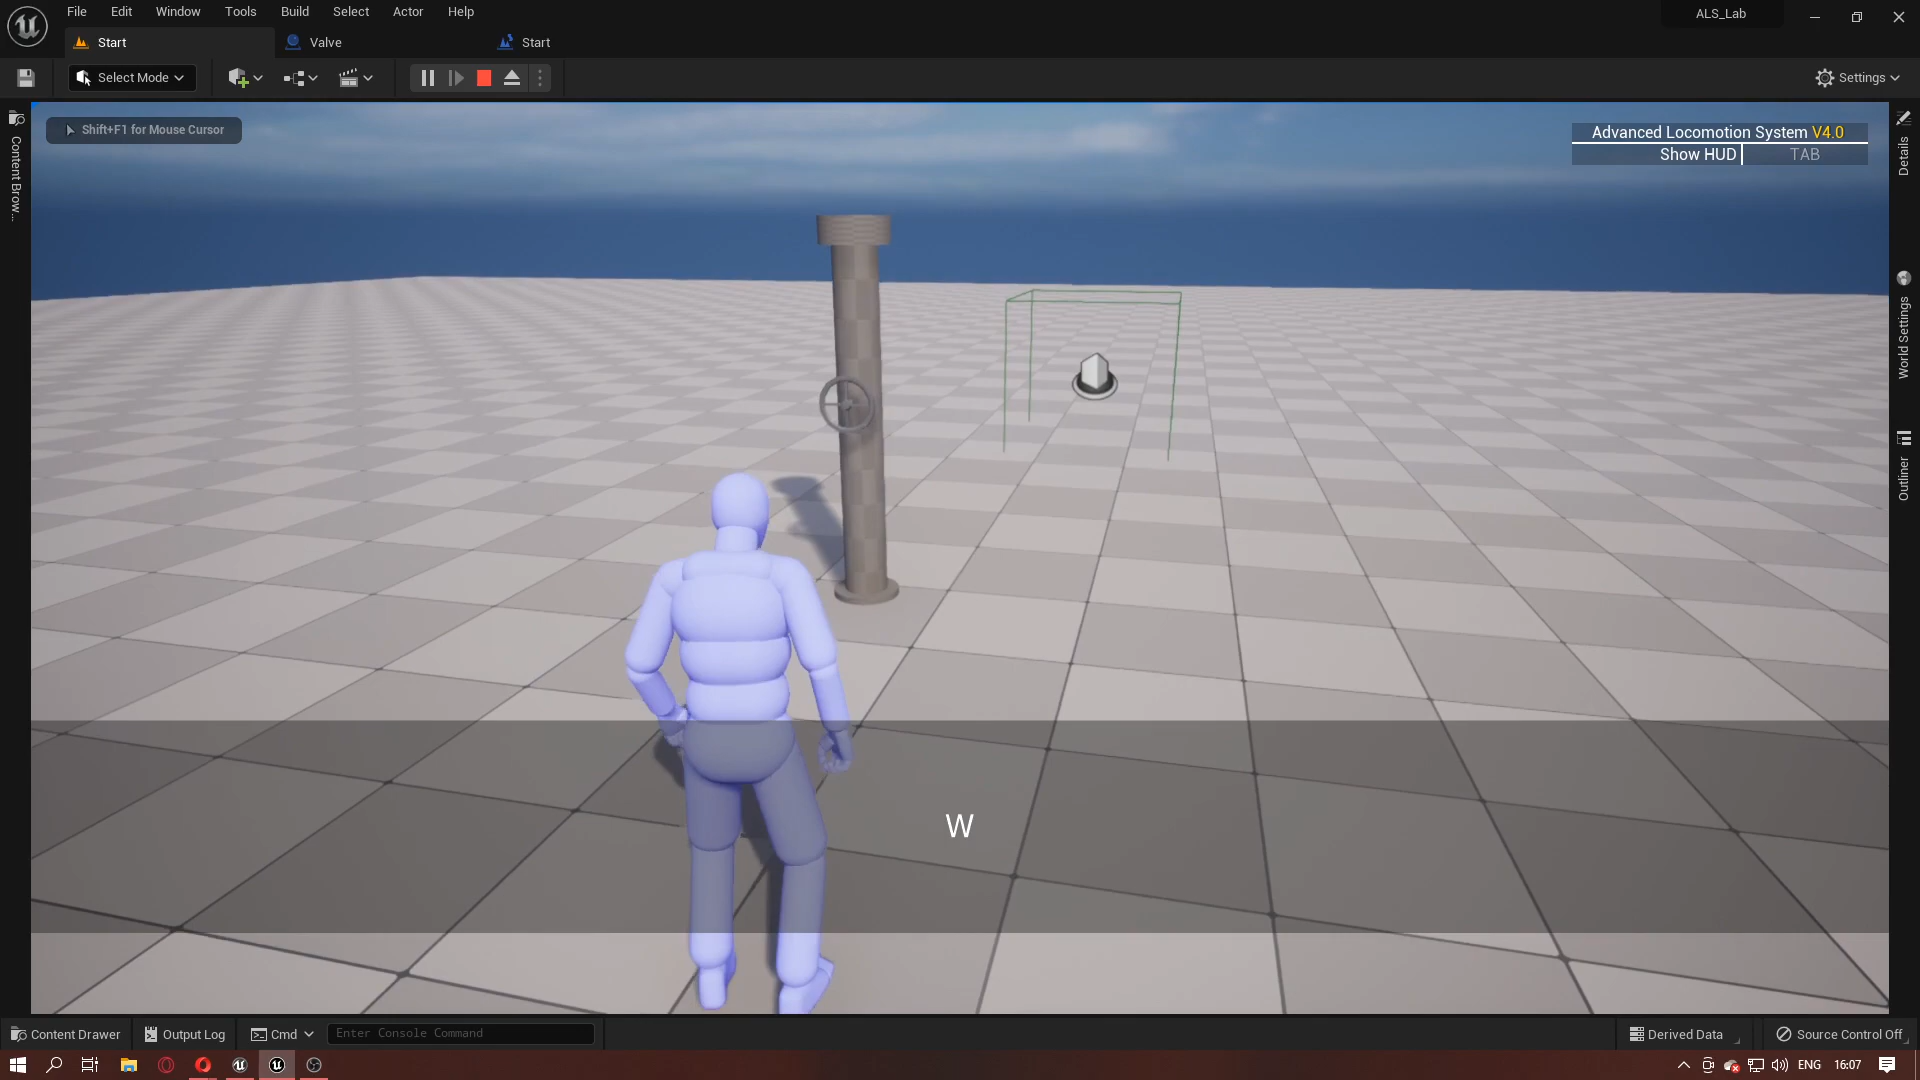 File Edit Window Tools Build Select Actor Help
ALS_Lab
Start
Valve
Start
Select Mode
Settings
Shift+F1 for Mouse Cursor
Advanced Locomotion System V4.0
Show HUD TAB
Content Brow...
Details
World Settings
Outliner
W
Content Drawer
Output Log
Cmd
Enter Console Command
Derived Data
Source Control Off
ENG
16:07